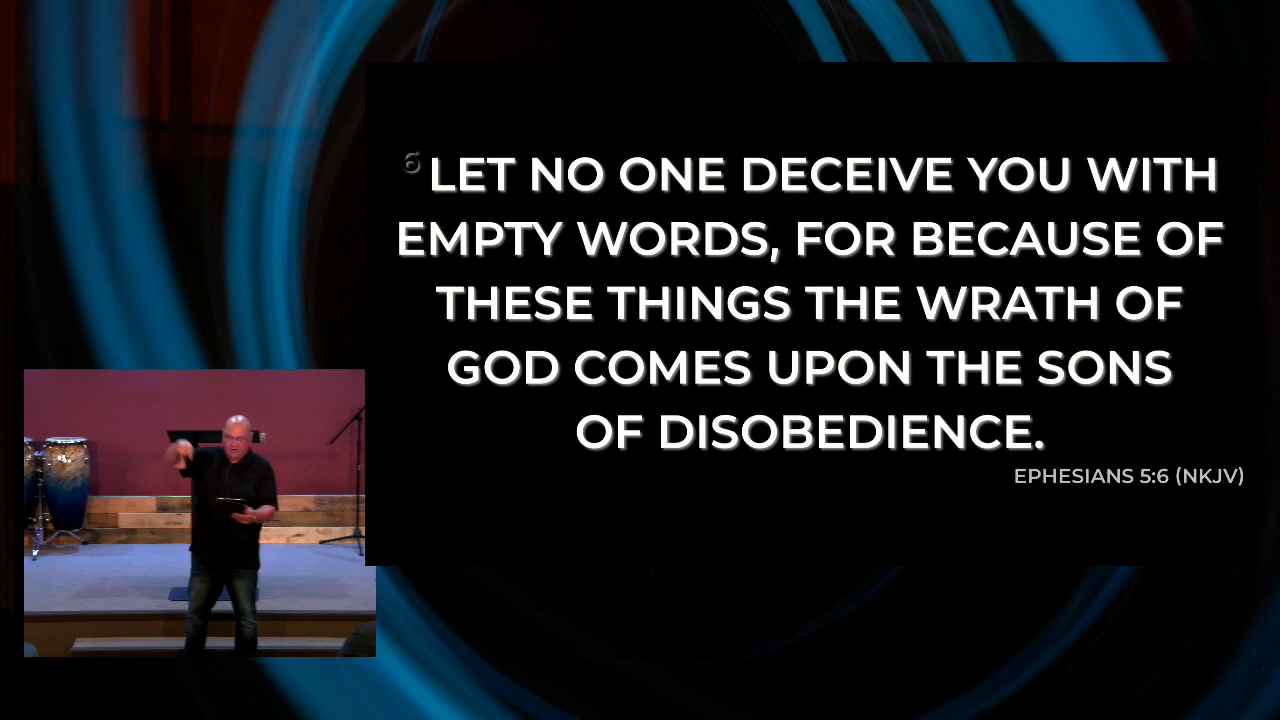 6 LET NO ONE DECEIVE YOU WITH
EMPTY WORDS, FOR BECAUSE OF
THESE THINGS THE WRATH OF
GOD COMES UPON THE SONS
OF DISOBEDIENCE.
EPHESIANS 5:6 (NKJV)